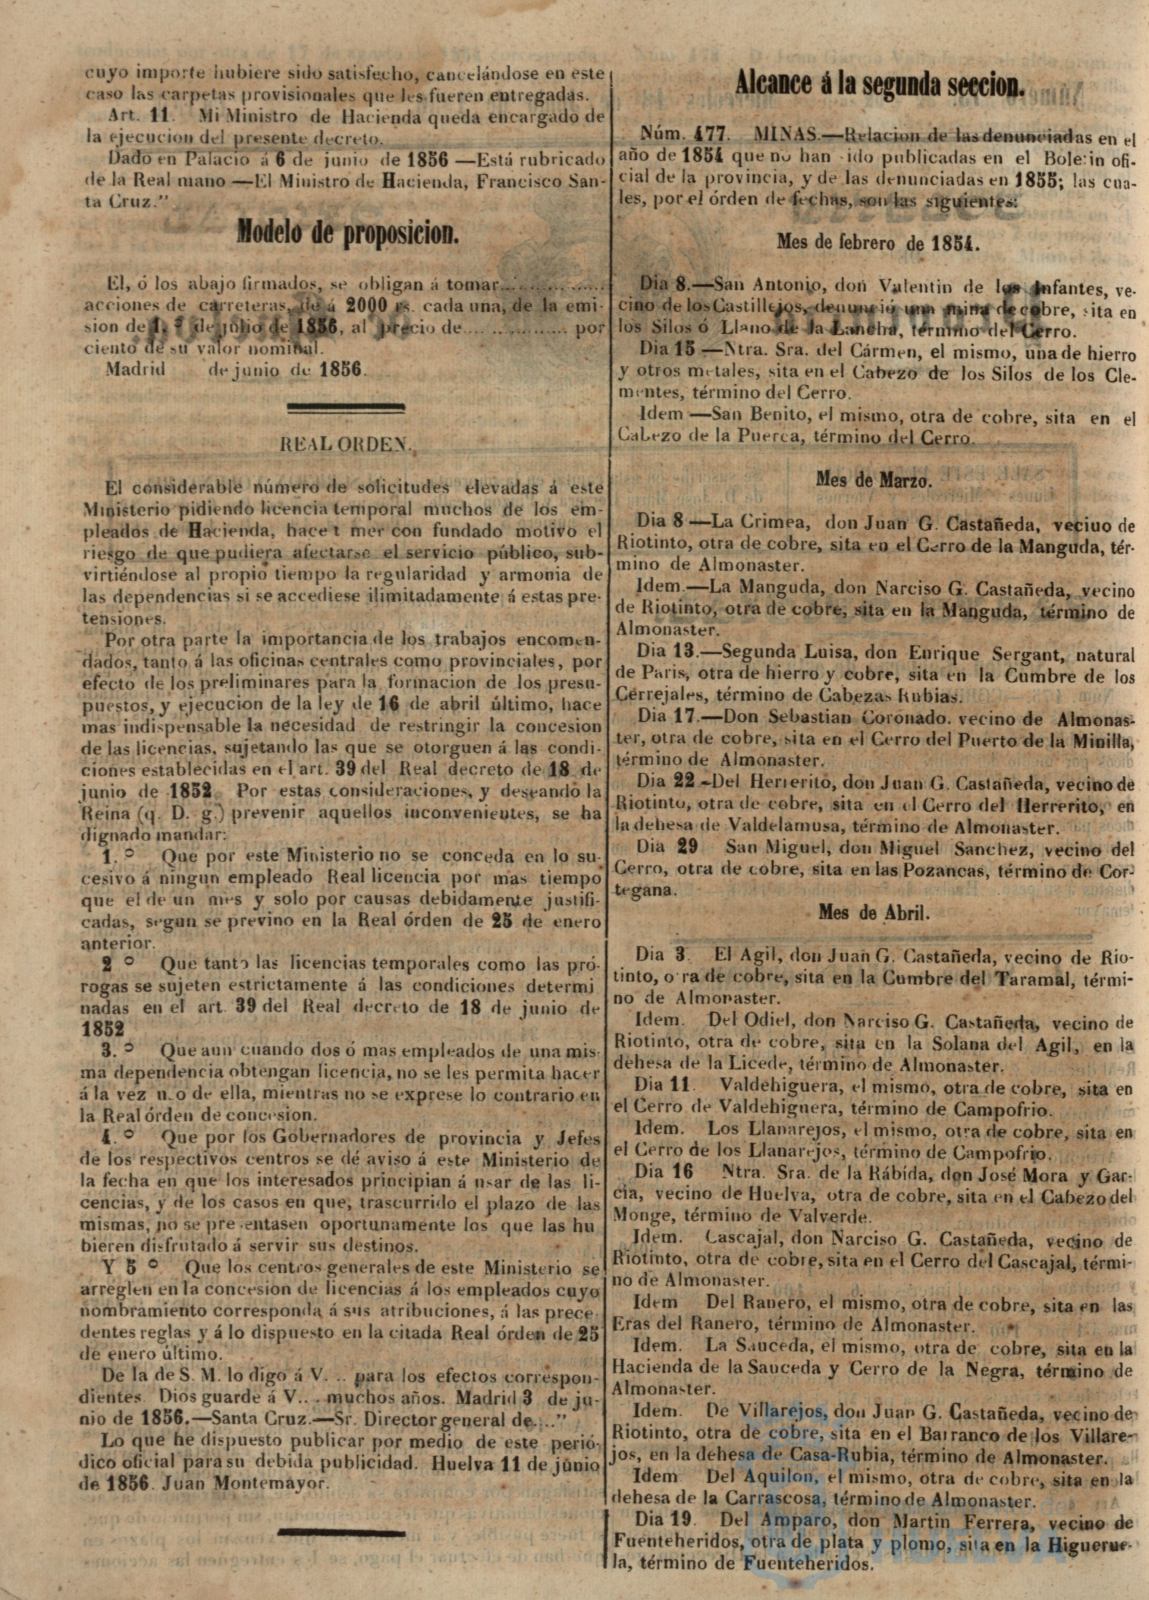 cuyo importe hubiere sido satisfecho, cancelándose en este
caso las carpetas provisionales que les fueren entregadas.
Art. 11. Mi Ministro de Hacienda queda encargado de
la ejecucion del presente decreto.
Dado en Palacio á 6 de junio de 1856 —Está rubricado
de la Real mano —El Ministro de Hacienda, Francisco San-
ta Cruz."
Modelo de proposicion.
El, ó los abajo firmados, se obligan á tomar..............
acciones de carreteras, de á 2000 rs. cada una, de la emi-
sion de 1.º de julio de 1856, al precio de.................. por
ciento de su valor nominal.
Madrid de junio de 1856.
REAL ORDEN.
El considerable número de solicitudes elevadas á este
Ministerio pidiendo licencia temporal muchos de los em-
pleados de Hacienda, hace t mer con fundado motivo el
riesgo de que pudiera afectarse el servicio público, sub-
virtiéndose al propio tiempo la regularidad y armonia de
las dependencias si se accediese ilimitadamente á estas pre-
tensiones.
Por otra parte la importancia de los trabajos encomen-
dados, tanto á las oficinas centrales como provinciales, por
efecto de los preliminares para la formacion de los presu-
puestos, y ejecucion de la ley de 16 de abril último, hace
mas indispensable la necesidad de restringir la concesion
de las licencias, sujetando las que se otorguen á las condi-
ciones establecidas en el art. 39 del Real decreto de 18 de
junio de 1852 Por estas consideraciones, y deseando la
Reina (q. D. g.) prevenir aquellos inconvenientes, se ha
dignado mandar:
1.º Que por este Ministerio no se conceda en lo su-
cesivo á ningun empleado Real licencia por mas tiempo
que el de un mes y solo por causas debidamente justifi-
cadas, segun se previno en la Real órden de 25 de enero
anterior.
2 º Que tanto las licencias temporales como las pró-
rogas se sujeten estrictamente á las condiciones determi
nadas en el art. 39 del Real decreto de 18 de junio de
1852
3.º Que aun cuando dos ó mas empleados de una mis-
ma dependencia obtengan licencia, no se les permita hacer
á la vez uso de ella, mientras no se exprese lo contrario en
la Real órden de concesion.
4.º Que por los Gobernadores de provincia y Jefes
de los respectivos centros se dé aviso á este Ministerio de
la fecha en que los interesados principian á usar de las li-
cencias, y de los casos en que, trascurrido el plazo de las
mismas, no se presentasen oportunamente los que las hu
bieren disfrutado á servir sus destinos.
Y 5 º Que los centros generales de este Ministerio se
arreglen en la concesion de licencias á los empleados cuyo
nombramiento corresponda á sus atribuciones, á las prece
dentes reglas y á lo dispuesto en la citada Real órden de 25
de enero último.
De la de S. M. lo digo á V. .. para los efectos correspon-
dientes. Dios guarde á V... muchos años. Madrid 3 de ju-
nio de 1856.—Santa Cruz.—Sr. Director general de...."
Lo que he dispuesto publicar por medio de este perió-
dico oficial para su debida publicidad. Huelva 11 de junio
de 1856. Juan Montemayor.
Alcance á la segunda seccion.
Núm. 477. MINAS.—Relacion de las denunciadas en el
año de 1854 que no han sido publicadas en el Boletin ofi-
cial de la provincia, y de las denunciadas en 1855; las cua-
les, por el órden de fechas, son las siguientes:
Mes de febrero de 1854.
Dia 8.—San Antonio, don Valentin de los Infantes, ve-
cino de los Castillejos, denunció una mina de cobre, sita en
los Silos ó Llano de la Lancha, término del Cerro.
Dia 15 —Ntra. Sra. del Cármen, el mismo, una de hierro
y otros metales, sita en el Cabezo de los Silos de los Cle-
mentes, término del Cerro.
Idem —San Benito, el mismo, otra de cobre, sita en el
Cabezo de la Puerca, término del Cerro.
Mes de Marzo.
Dia 8 —La Crimea, don Juan G. Castañeda, veciuo de
Riotinto, otra de cobre, sita en el Cerro de la Manguda, tér-
mino de Almonaster.
Idem.—La Manguda, don Narciso G. Castañeda, vecino
de Riotinto, otra de cobre, sita en la Manguda, término de
Almonaster.
Dia 13.—Segunda Luisa, don Enrique Sergant, natural
de Paris, otra de hierro y cobre, sita en la Cumbre de los
Cerrejales, término de Cabezas Rubias.
Dia 17.—Don Sebastian Coronado. vecino de Almonas-
ter, otra de cobre, sita en el Cerro del Puerto de la Minilla,
término de Almonaster.
Dia 22 -Del Herrerito, don Juan G. Castañeda, vecino de
Riotinto, otra de cobre, sita en el Cerro del Herrerito, en
la dehesa de Valdelamusa, término de Almonaster.
Dia 29 San Miguel, don Miguel Sanchez, vecino del
Cerro, otra de cobre, sita en las Pozancas, término de Cor-
tegana.
Mes de Abril.
Dia 3. El Agil, don Juan G. Castañeda, vecino de Rio-
tinto, otra de cobre, sita en la Cumbre del Taramal, térmi-
no de Almonaster.
Idem. Del Odiel, don Narciso G. Castañeda, vecino de
Riotinto, otra de cobre, sita en la Solana del Agil, en la
dehesa de la Licede, término de Almonaster.
Dia 11. Valdehiguera, el mismo, otra de cobre, sita en
el Cerro de Valdehiguera, término de Campofrio.
Idem. Los Llanarejos, el mismo, otra de cobre, sita en
el Cerro de los Llanarejos, término de Campofrio.
Dia 16 Ntra. Sra. de la Rábida, don José Mora y Gar-
cia, vecino de Huelva, otra de cobre, sita en el Cabezo del
Monge, término de Valverde.
Idem. Cascajal, don Narciso G. Castañeda, vecino de
Riotinto, otra de cobre, sita en el Cerro del Cascajal, térmi-
no de Almonaster.
Idem Del Ranero, el mismo, otra de cobre, sita en las
Eras del Ranero, término de Almonaster.
Idem. La Sauceda, el mismo, otra de cobre, sita en la
Hacienda de la Sauceda y Cerro de la Negra, término de
Almonaster.
Idem. De Villarejos, don Juan G. Castañeda, vecino de
Riotinto, otra de cobre, sita en el Barranco de los Villare-
jos, en la dehesa de Casa-Rubia, término de Almonaster.
Idem Del Aquilon, el mismo, otra de cobre, sita en la
dehesa de la Carrascosa, término de Almonaster.
Dia 19. Del Amparo, don Martin Ferrera, vecino de
Fuenteheridos, otra de plata y plomo, sita en la Higuerue-
la, término de Fuenteheridos.